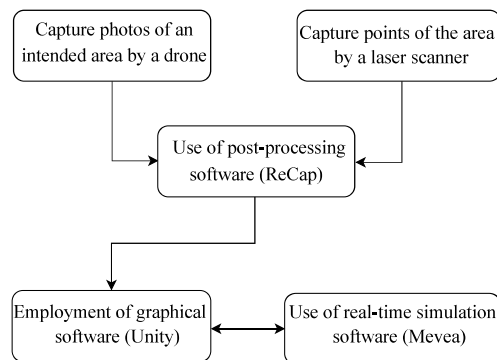 Capture photos of an
intended area by a drone
Capture points of the area
by a laser scanner
Use of post-processing
software (ReCap)
Employment of graphical
software (Unity)
Use of real-time simulation
software (Mevea)